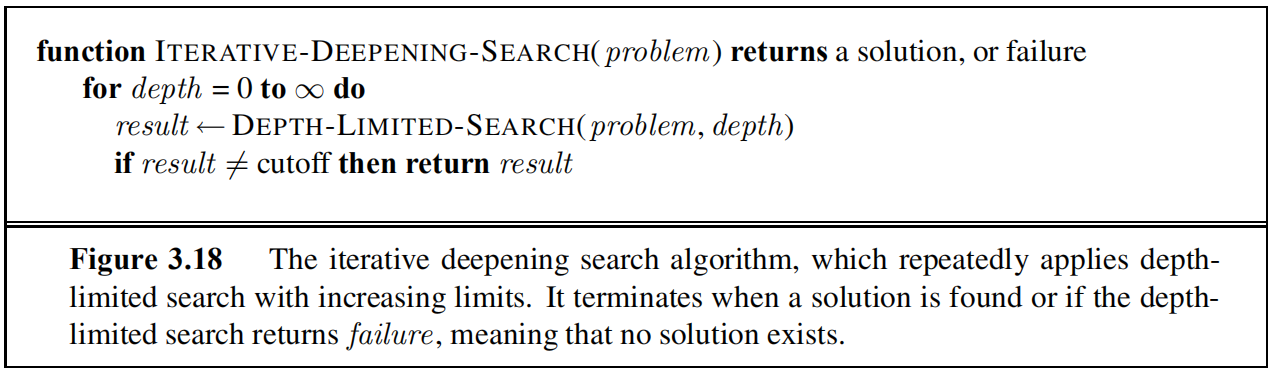 function ITERATIVE-DEEPENING-SEARCH(problem) returns a solution, or failure
for depth = 0 to ∞ do
result ← DEPTH-LIMITED-SEARCH(problem, depth)
if result ≠ cutoff then return result
Figure 3.18 The iterative deepening search algorithm, which repeatedly applies depth-
limited search with increasing limits. It terminates when a solution is found or if the depth-
limited search returns failure, meaning that no solution exists.